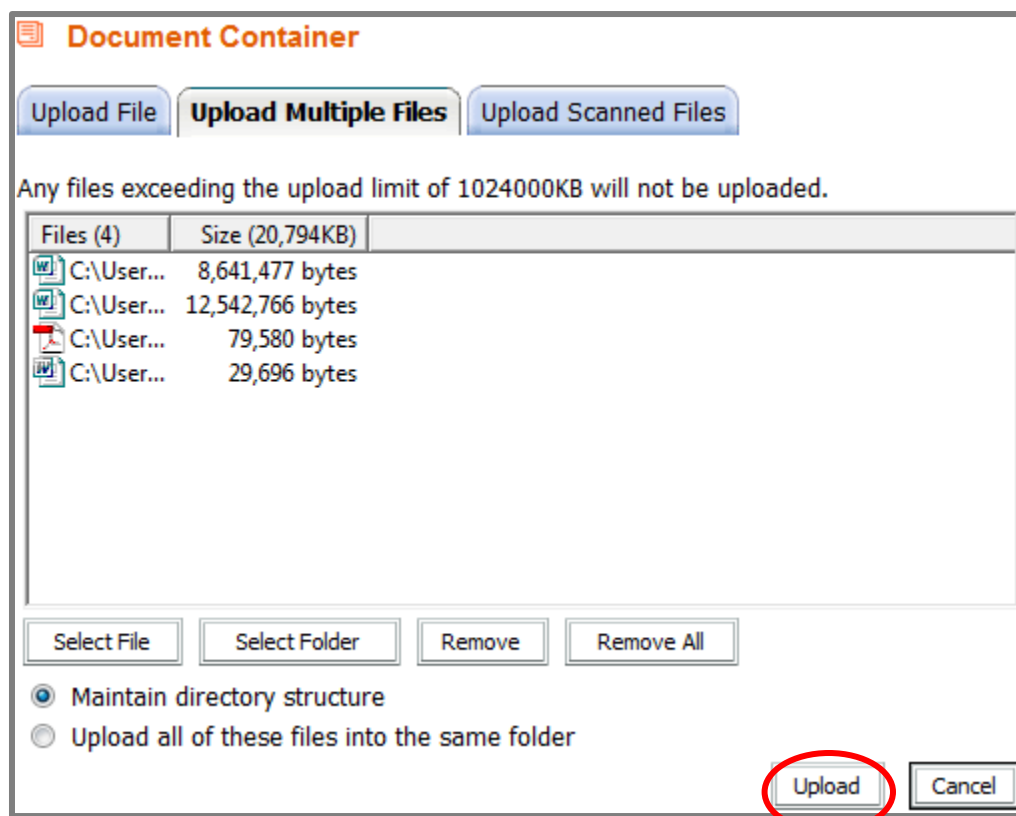 Document Container
Upload File Upload Multiple Files Upload Scanned Files
Any files exceeding the upload limit of 1024000KB will not be uploaded.
Files (4) Size (20,794KB)
C:\User... 8,641,477 bytes
C:\User... 12,542,766 bytes
C:\User... 79,580 bytes
C:\User... 29,696 bytes
Select File Select Folder Remove Remove All
Maintain directory structure
Upload all of these files into the same folder
Upload Cancel